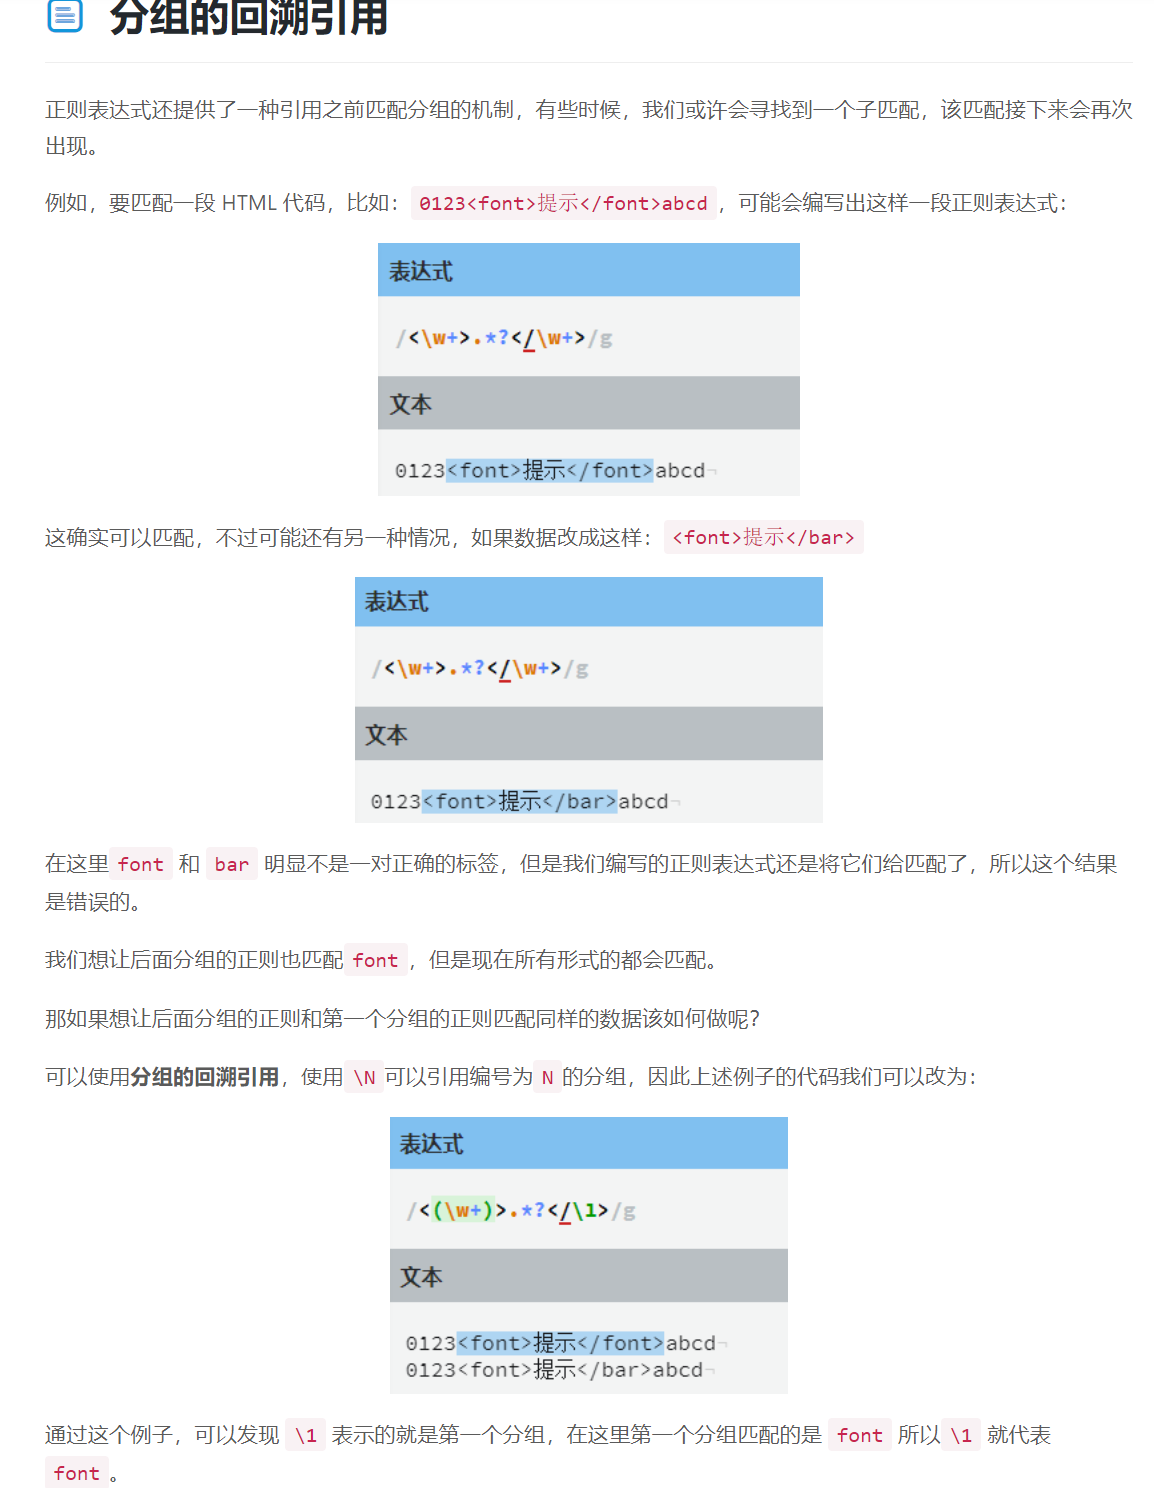 分组的回溯引用
正则表达式还提供了一种引用之前匹配分组的机制，有些时候，我们或许会寻找到一个子匹配，该匹配接下来会再次
出现。
例如，要匹配一段 HTML 代码，比如： 0123<font>提示</font>abcd ，可能会编写出这样一段正则表达式：
表达式
/<\w+>.*?</\w+>/g
文本
0123<font>提示</font>abcd¬
这确实可以匹配，不过可能还有另一种情况，如果数据改成这样： <font>提示</bar>
表达式
/<\w+>.*?</\w+>/g
文本
0123<font>提示</bar>abcd¬
在这里 font 和 bar 明显不是一对正确的标签，但是我们编写的正则表达式还是将它们给匹配了，所以这个结果
是错误的。
我们想让后面分组的正则也匹配 font ，但是现在所有形式的都会匹配。
那如果想让后面分组的正则和第一个分组的正则匹配同样的数据该如何做呢？
可以使用分组的回溯引用，使用 \N 可以引用编号为 N 的分组，因此上述例子的代码我们可以改为：
表达式
/<(\w+)>.*?</\1>/g
文本
0123<font>提示</font>abcd¬
0123<font>提示</bar>abcd¬
通过这个例子，可以发现 \1 表示的就是第一个分组，在这里第一个分组匹配的是 font 所以 \1 就代表
font 。